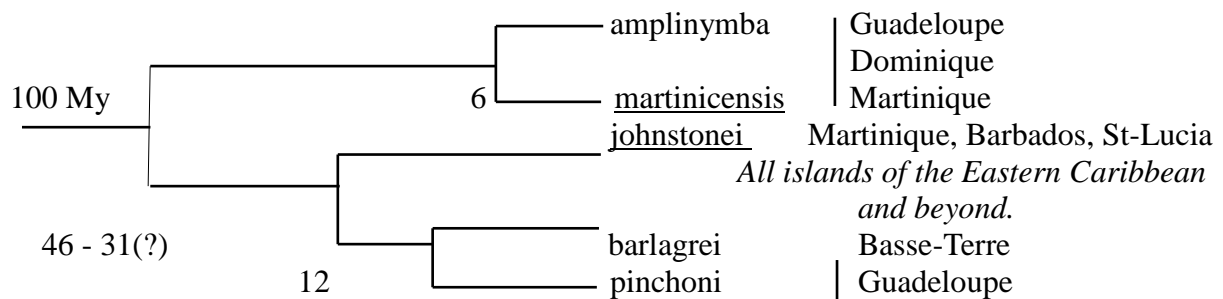 amplinymba Guadeloupe
Dominique
100 My 6 martinicensis Martinique
johnstonei Martinique, Barbados, St-Lucia
All islands of the Eastern Caribbean
and beyond.
46 - 31(?) barlagrei Basse-Terre
12 pinchoni Guadeloupe